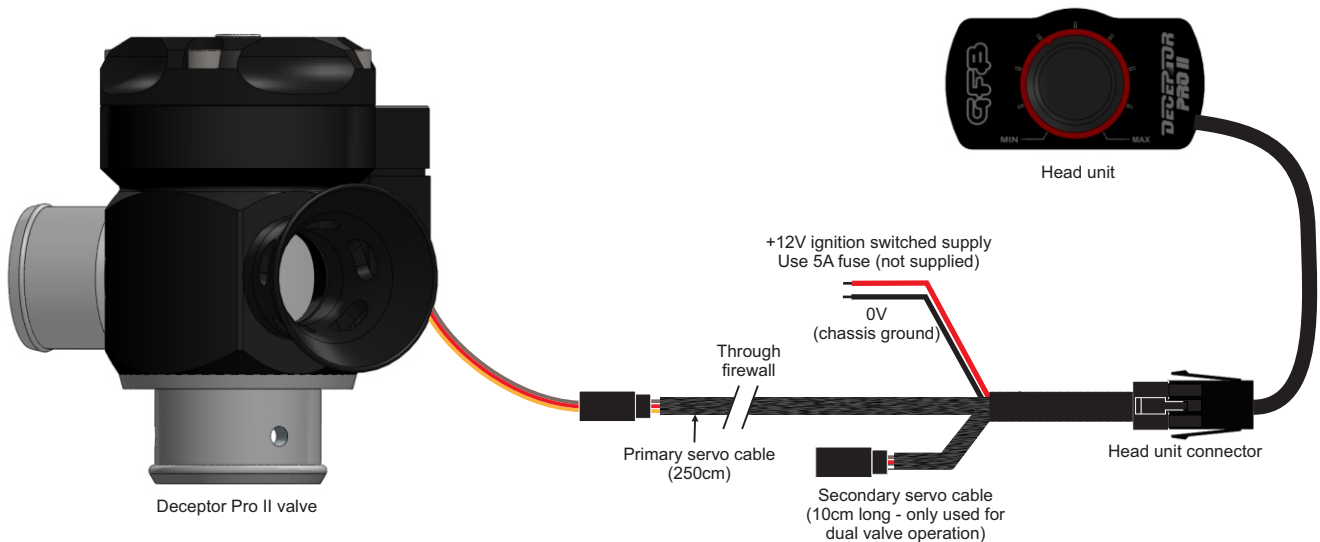 GFB
DECEPTOR
PRO II
MIN
MAX
Head unit
+12V ignition switched supply
Use 5A fuse (not supplied)
0V
(chassis ground)
Through
firewall
Primary servo cable
(250cm)
Head unit connector
Secondary servo cable
(10cm long - only used for
dual valve operation)
Deceptor Pro II valve